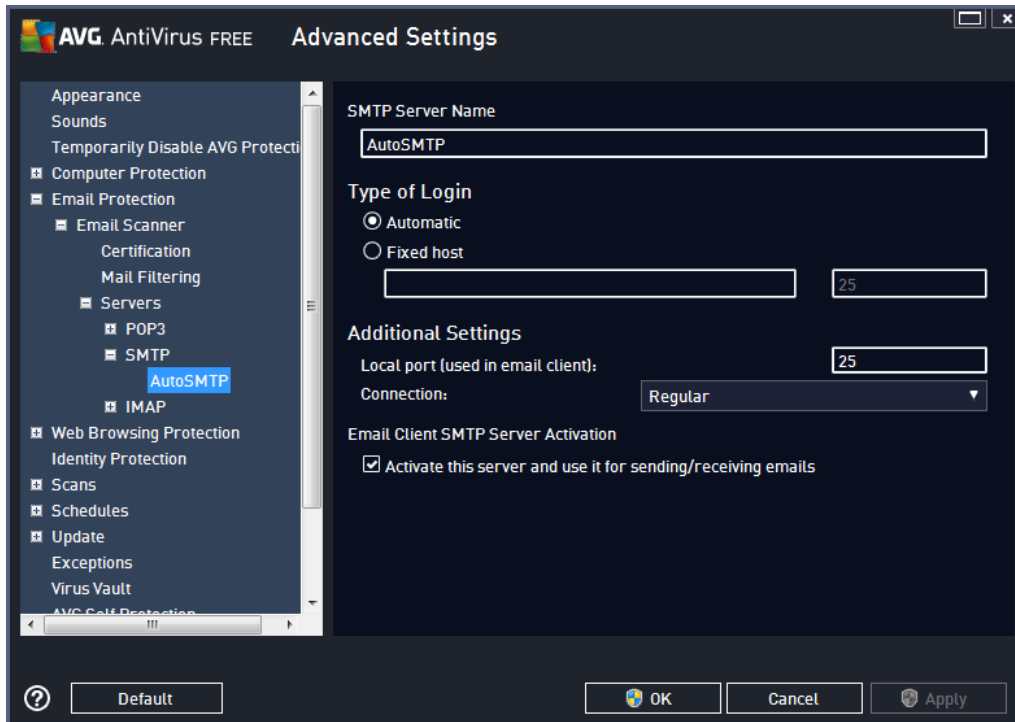 AVG. AntiVirus FREE Advanced Settings
Appearance
Sounds
Temporarily Disable AVG Protecti
Computer Protection
Email Protection
Email Scanner
Certification
Mail Filtering
Servers
POP3
SMTP
AutoSMTP
IMAP
Web Browsing Protection
Identity Protection
Scans
Schedules
Update
Exceptions
Virus Vault
AVG Self Protection
SMTP Server Name
AutoSMTP
Type of Login
Automatic
Fixed host
25
Additional Settings
Local port (used in email client): 25
Connection: Regular
Email Client SMTP Server Activation
Activate this server and use it for sending/receiving emails
? Default OK Cancel Apply